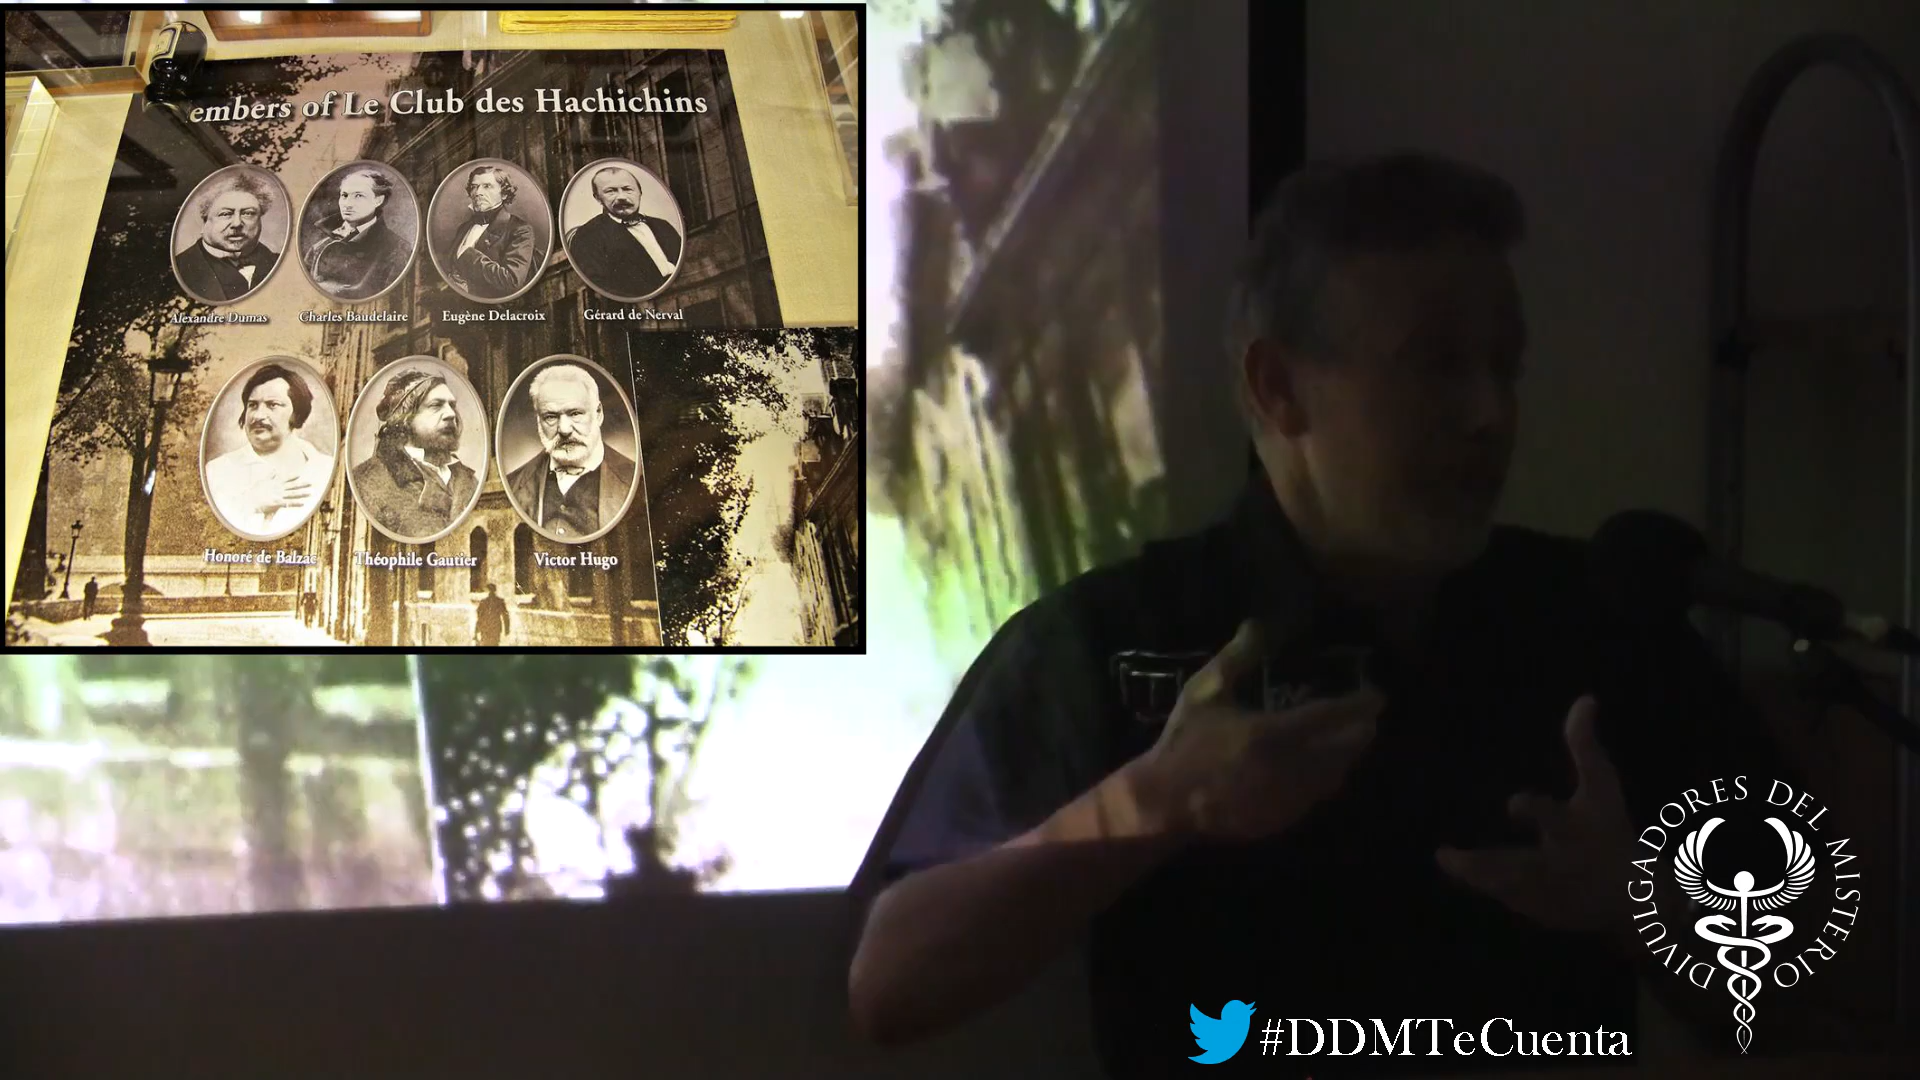 embers of Le Club des Hachichins
Alexandre Dumas
Charles Baudelaire
Eugène Delacroix
Gérard de Nerval
Honoré de Balzac
Théophile Gautier
Victor Hugo
DIVULGADORES DEL MISTERIO
#DDMTeCuenta